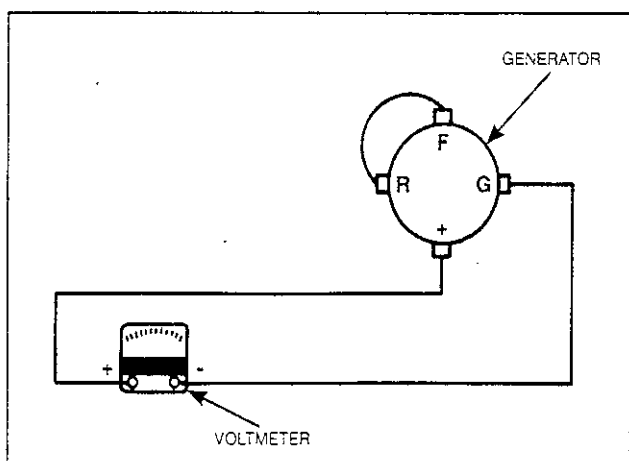 GENERATOR
F
R G
+
+ -
VOLTMETER